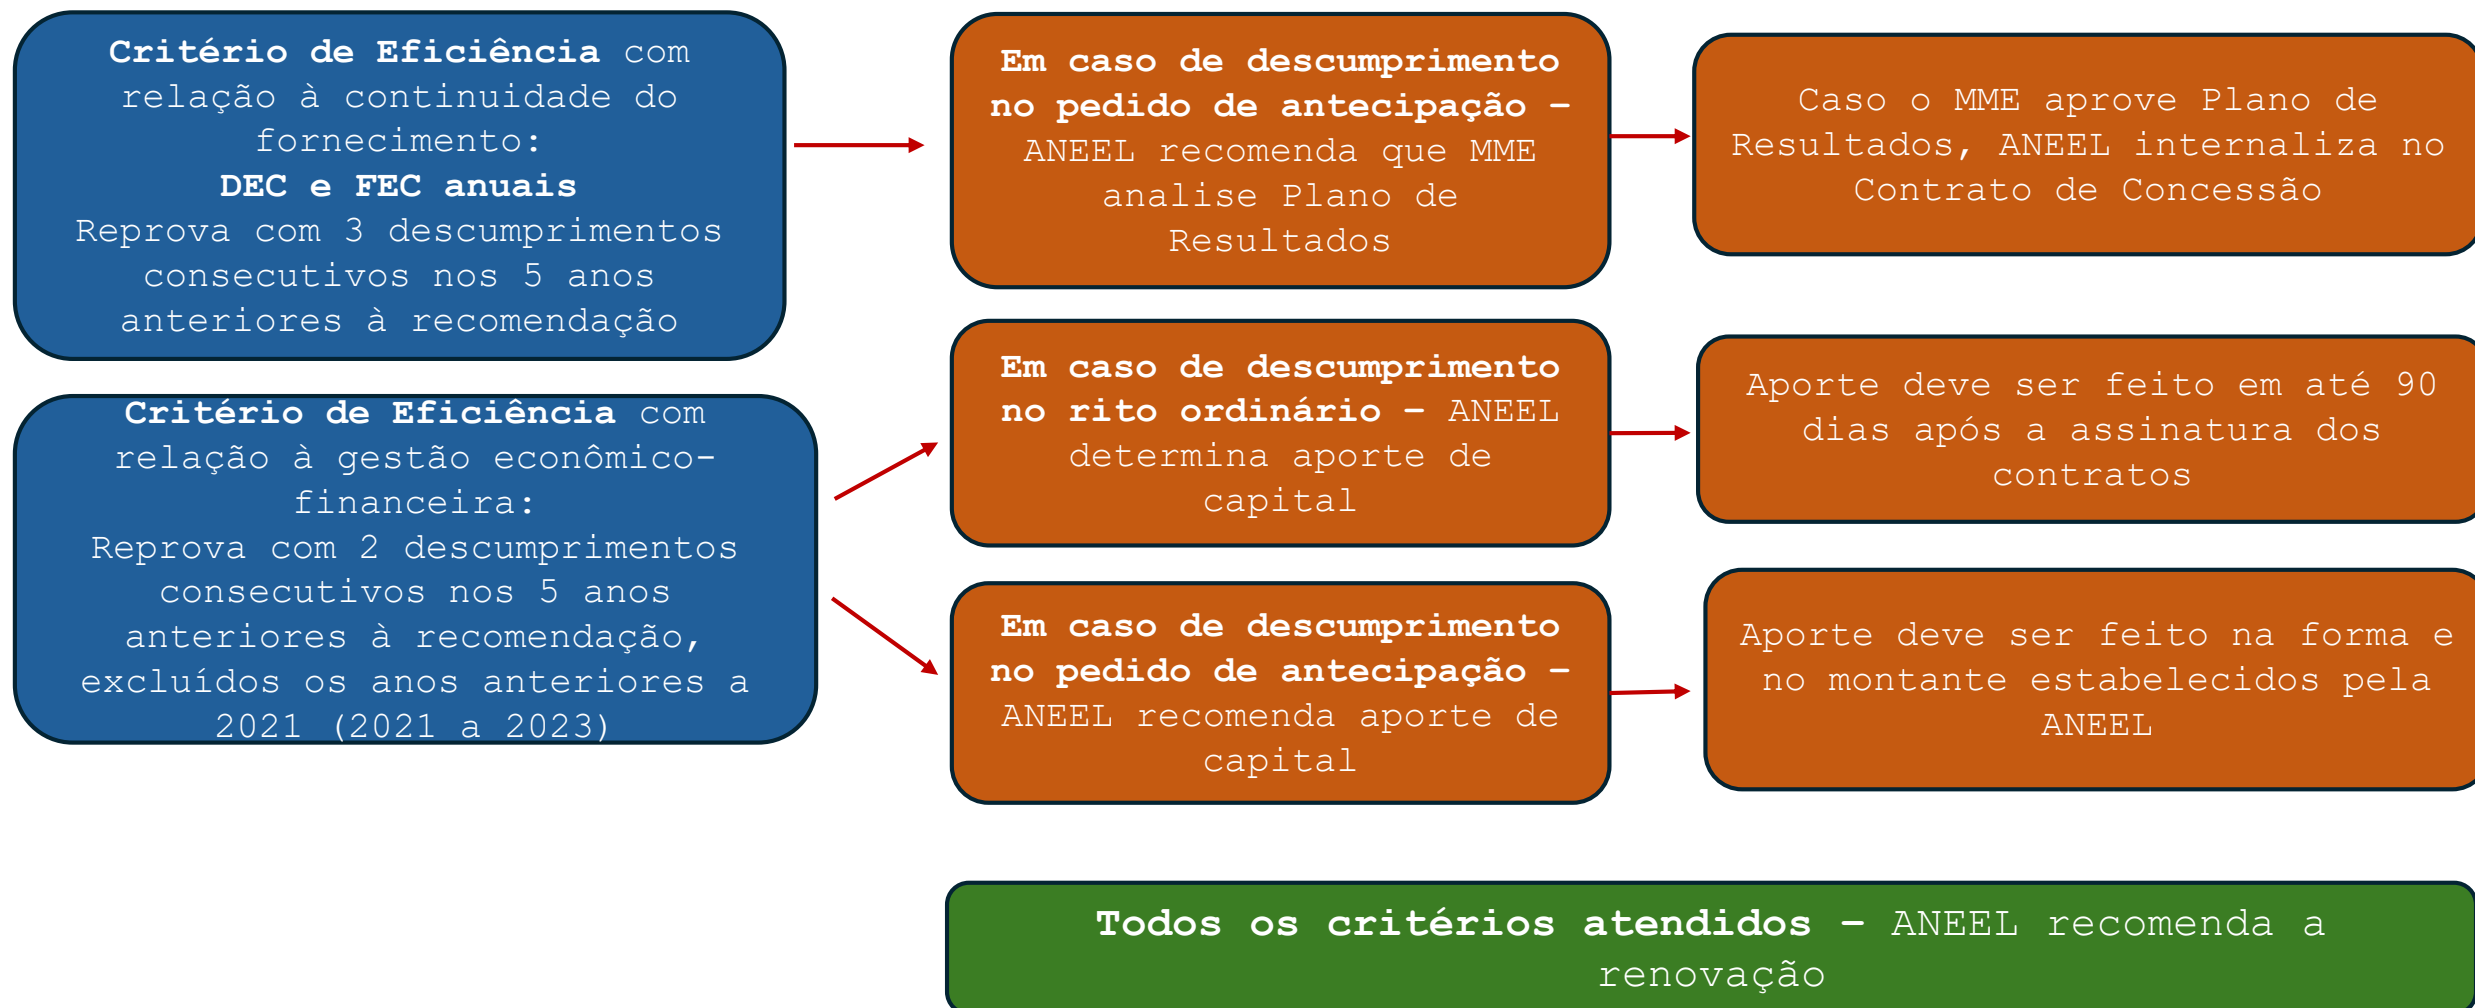 Critério de Eficiência com
relação à continuidade do
fornecimento:
DEC e FEC anuais
Reprova com 3 descumprimentos
consecutivos nos 5 anos
anteriores à recomendação
Em caso de descumprimento
no pedido de antecipação –
ANEEL recomenda que MME
analise Plano de
Resultados
Caso o MME aprove Plano de
Resultados, ANEEL internaliza no
Contrato de Concessão
Critério de Eficiência com
relação à gestão econômico-
financeira:
Reprova com 2 descumprimentos
consecutivos nos 5 anos
anteriores à recomendação,
excluídos os anos anteriores a
2021 (2021 a 2023)
Em caso de descumprimento
no rito ordinário – ANEEL
determina aporte de
capital
Aporte deve ser feito em até 90
dias após a assinatura dos
contratos
Em caso de descumprimento
no pedido de antecipação –
ANEEL recomenda aporte de
capital
Aporte deve ser feito na forma e
no montante estabelecidos pela
ANEEL
Todos os critérios atendidos – ANEEL recomenda a
renovação